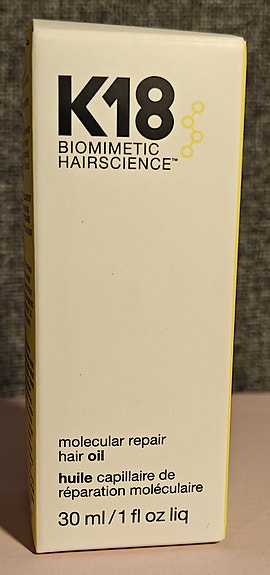 K18
BIOMIMETIC
HAIRSCIENCE™
molecular repair
hair oil
huile capillaire de
réparation moléculaire
30 ml / 1 fl oz liq